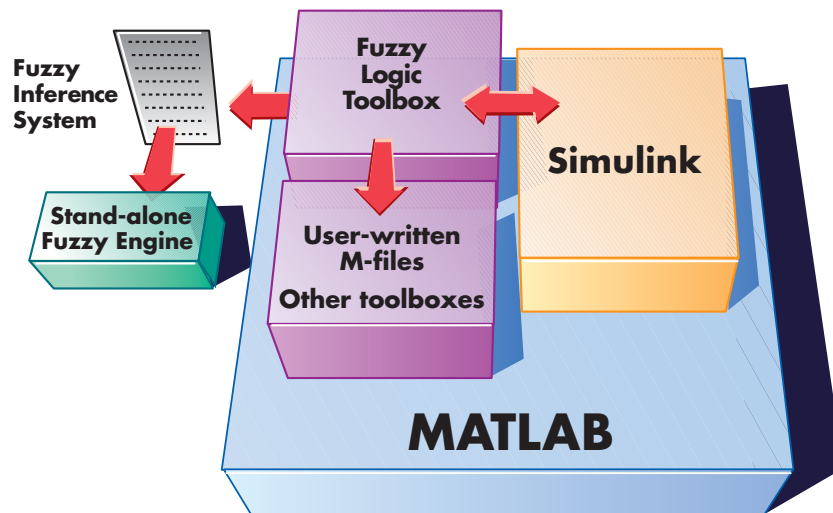 Fuzzy
Inference
System
Fuzzy
Logic
Toolbox
Simulink
Stand-alone
Fuzzy Engine
User-written
M-files
Other toolboxes
MATLAB